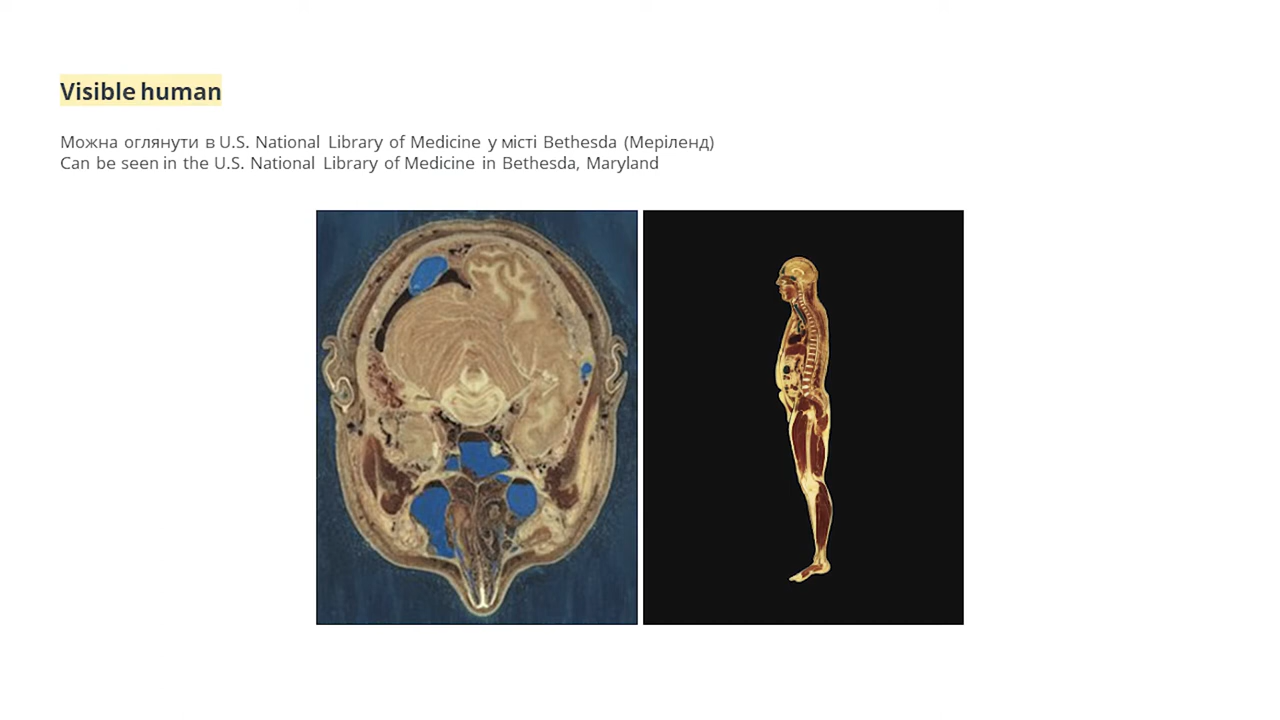 Visible human
Можна оглянути в U.S. National Library of Medicine у місті Bethesda (Меріленд)
Can be seen in the U.S. National Library of Medicine in Bethesda, Maryland